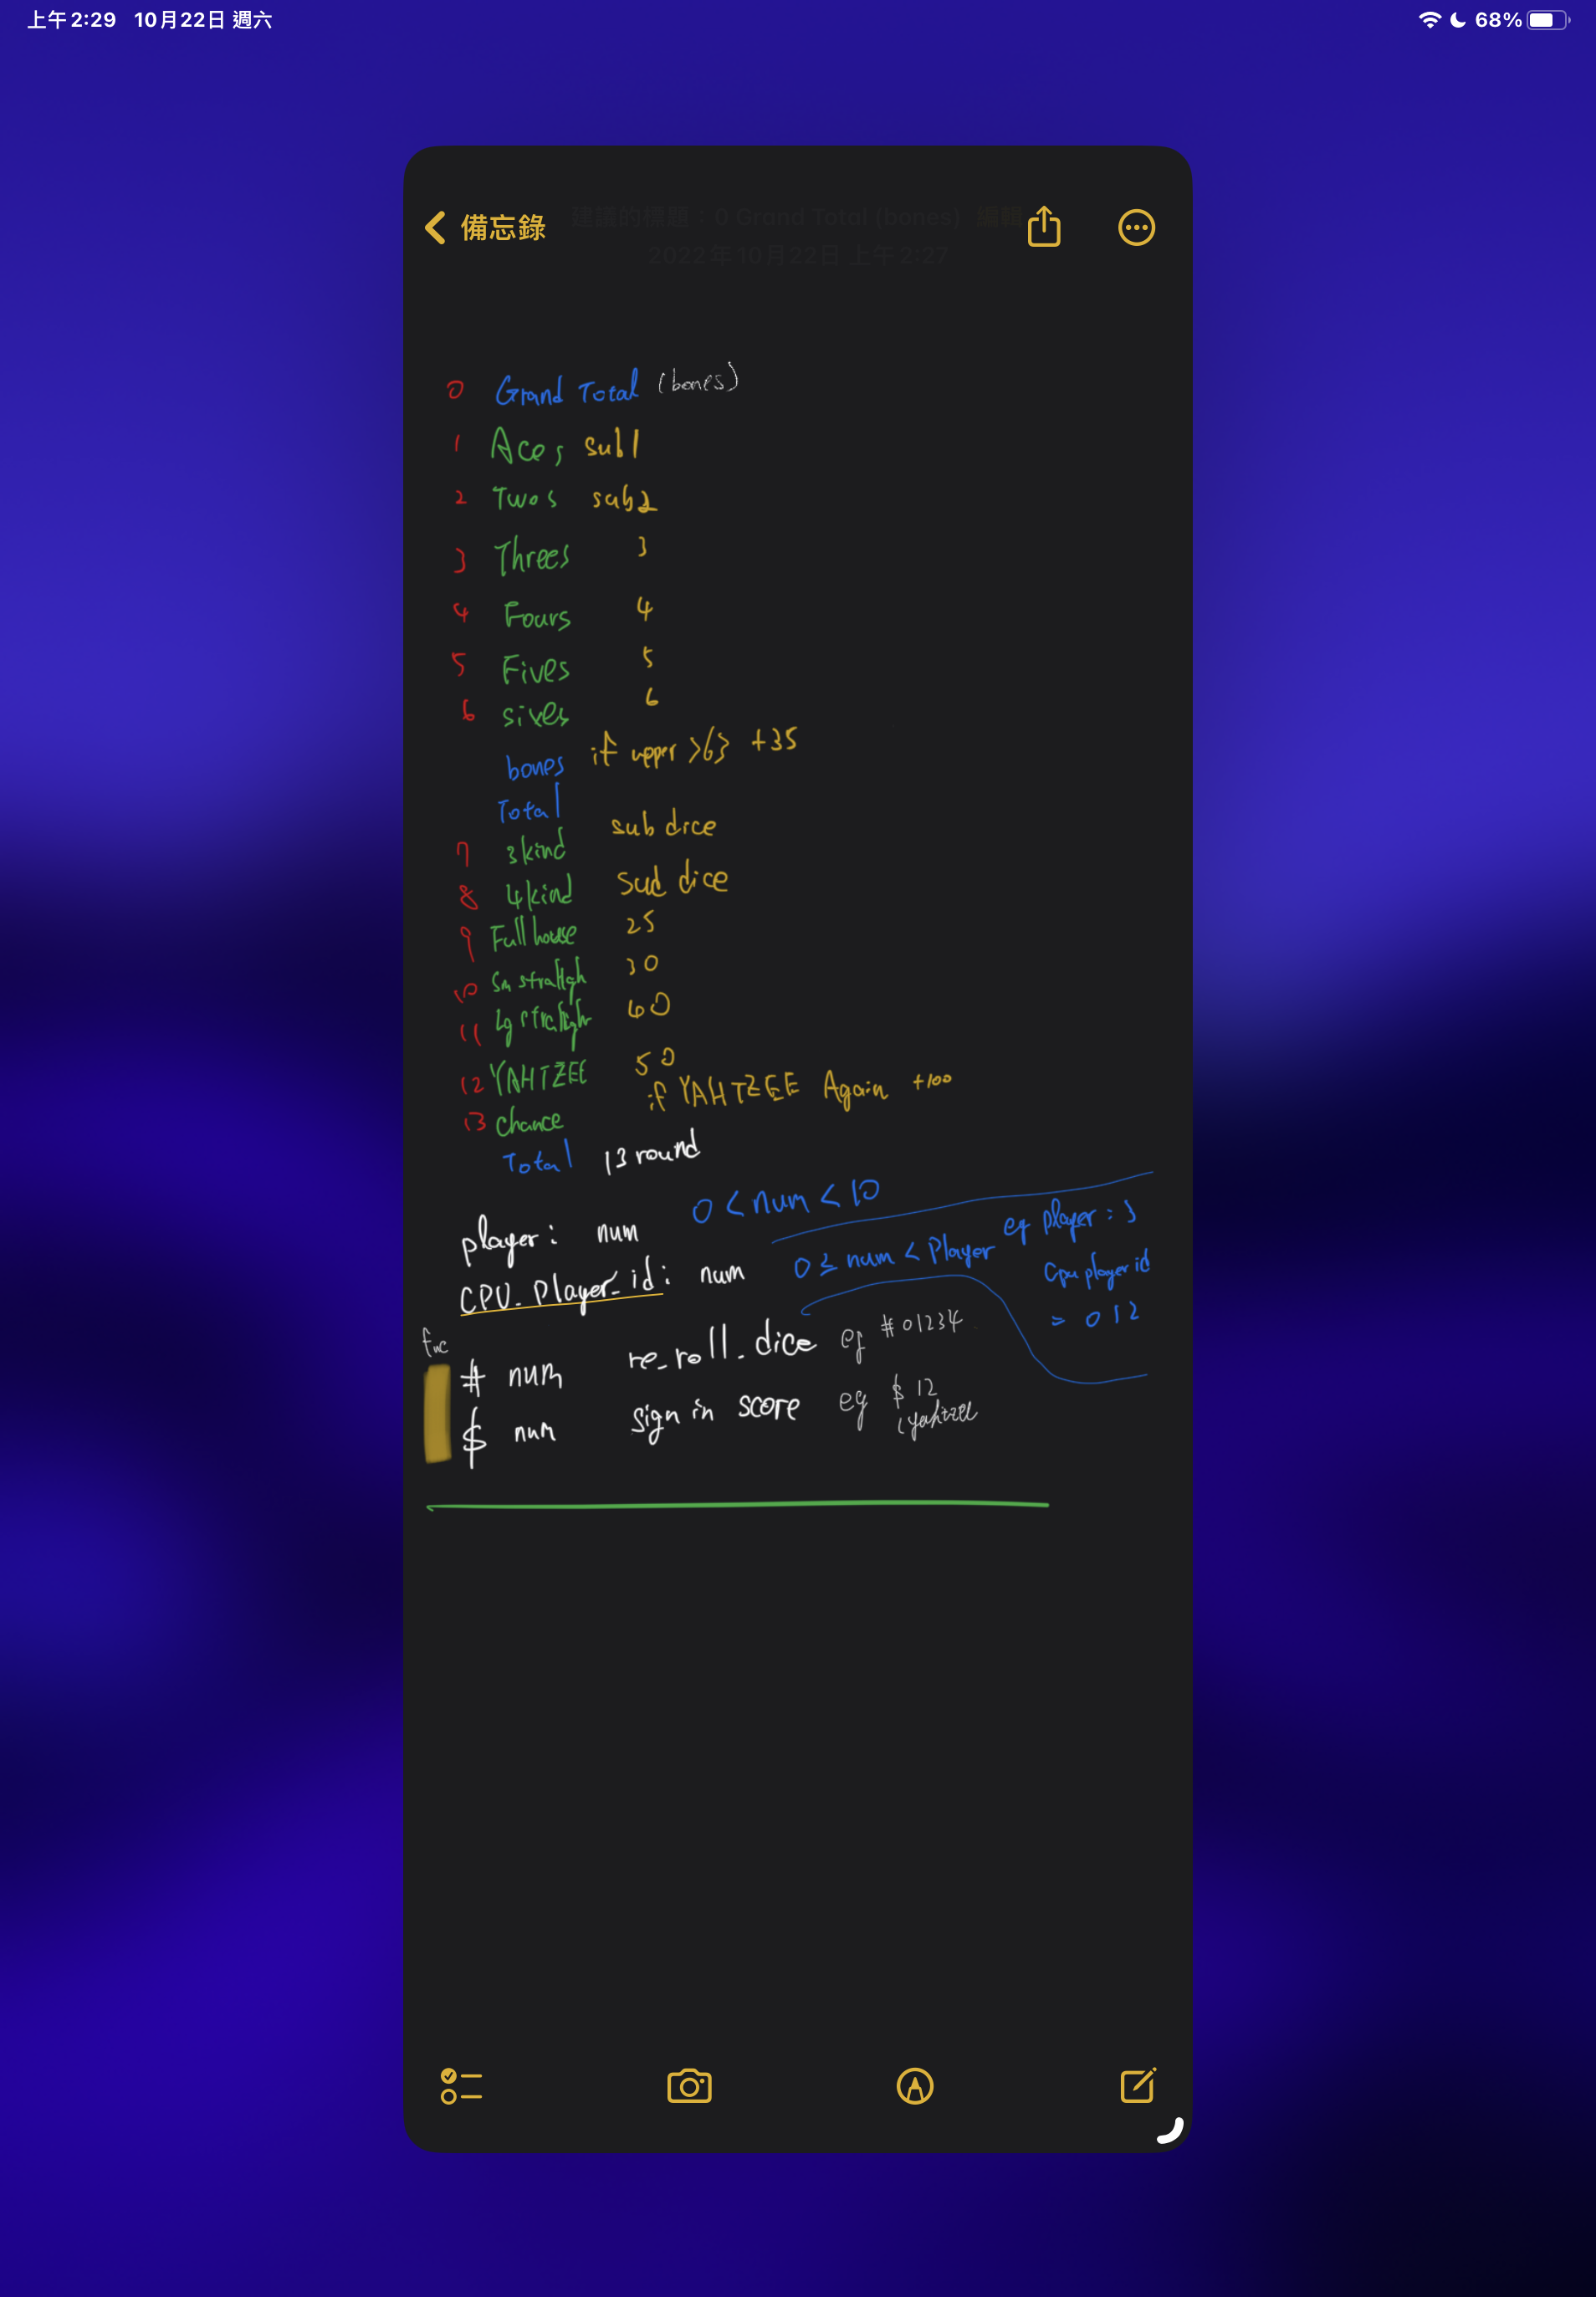 上午2:29 10月22日 週六
68%
備忘錄
建議的標題：0 Grand Total (bones) 編輯
2022年10月22日 上午2:27
0 Grand Total (bones)
1 Aces sub1
2 Twos sub2
3 Threes 3
4 Fours 4
5 Fives 5
6 sixes 6
bones if upper >63 +35
Total
7 3kind sub dice
8 4kind sud dice
9 Full house 25
10 Sm 30
11 Lg 40
12 YAHTZEE 50
if YAHTZEE Again +100
13 chance
Total 13 round
player: num 0 < num < 10
CPU_Player_id: num 0 ≤ num < Player eg player: 3
Cpu player id
= 0 1 2
# num re_roll_dice eg #01234
$ num sign in score eg $ 12